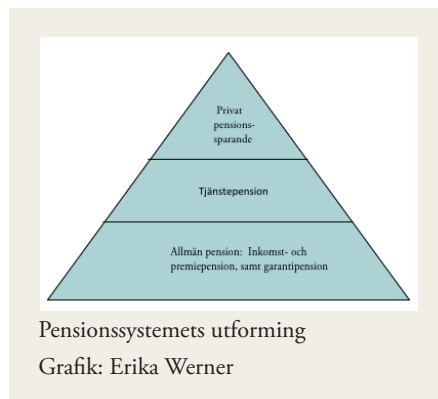 Privat
pensions-
sparande
Tjänstepension
Allmän pension: Inkomst- och
premiepension, samt garantipension
Pensionssystemets utforming
Grafik: Erika Werner